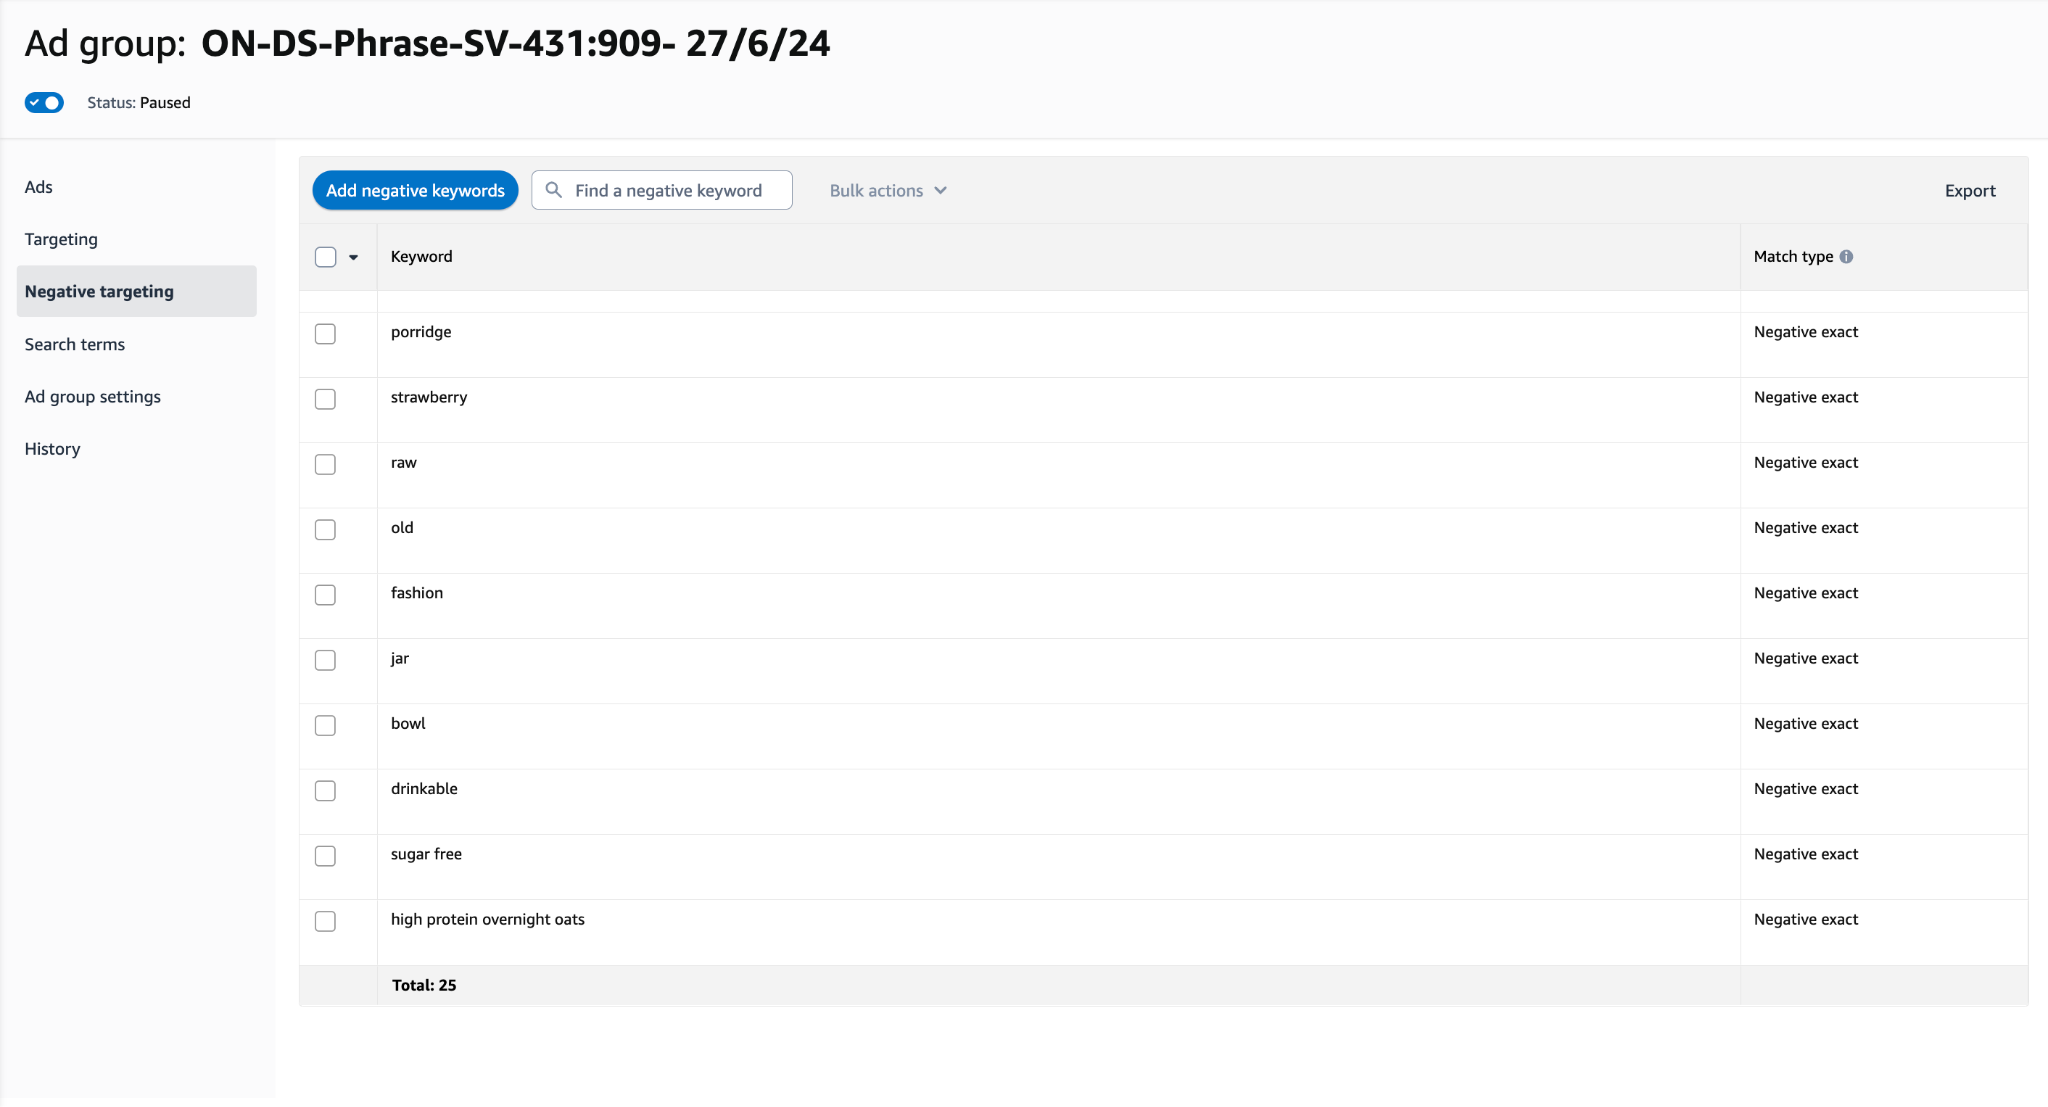 Ad group: ON-DS-Phrase-SV-431:909- 27/6/24
Status: Paused
Ads
Targeting
Negative targeting
Search terms
Ad group settings
History
Add negative keywords
Find a negative keyword
Bulk actions
Export
Keyword
Match type
porridge
Negative exact
strawberry
Negative exact
raw
Negative exact
old
Negative exact
fashion
Negative exact
jar
Negative exact
bowl
Negative exact
drinkable
Negative exact
sugar free
Negative exact
high protein overnight oats
Negative exact
Total: 25